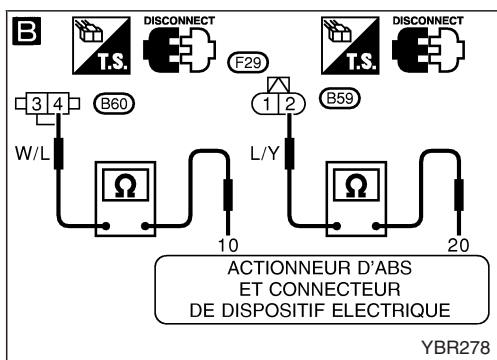 B
DISCONNECT
DISCONNECT
T.S.
T.S.
F29
3 4
B60
1 2
B59
W/L
L/Y
Ω
Ω
10
20
ACTIONNEUR D'ABS
ET CONNECTEUR
DE DISPOSITIF ELECTRIQUE
YBR278